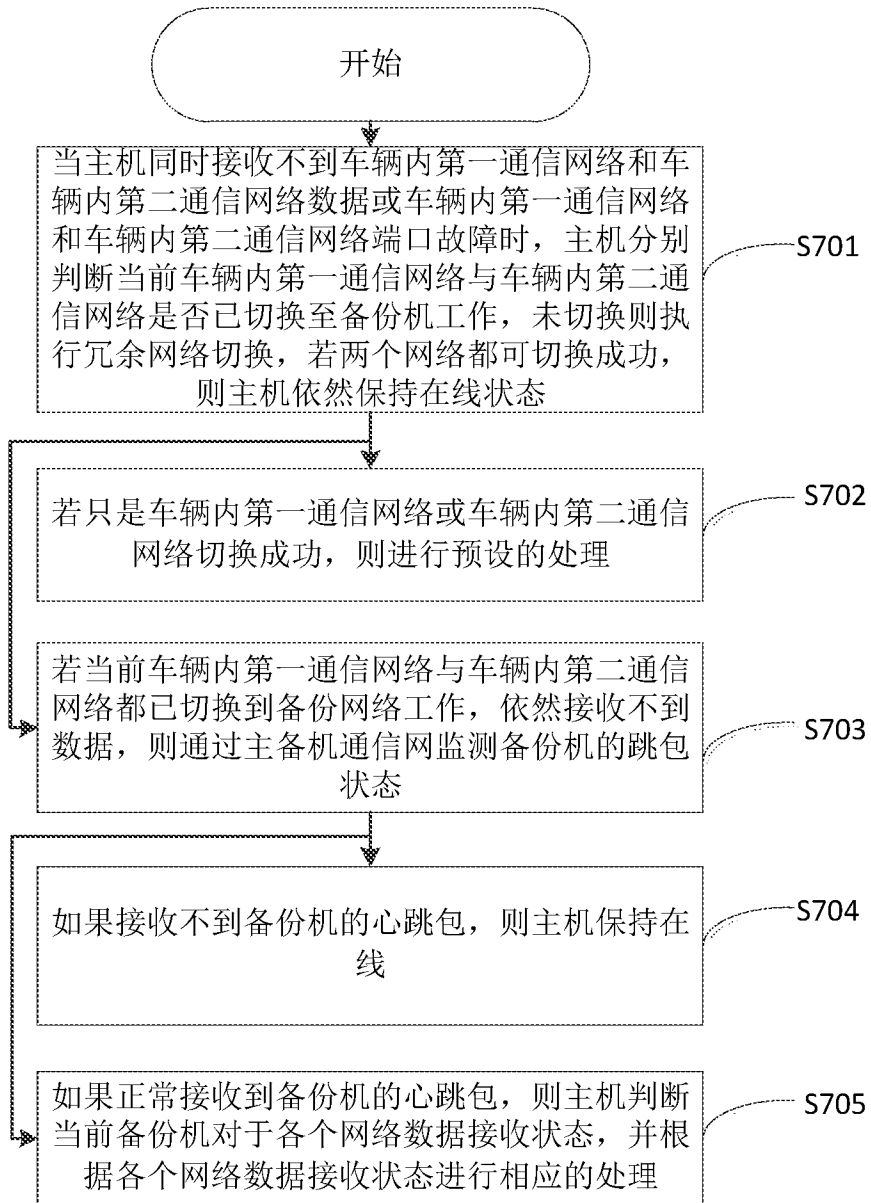 开始
当主机同时接收不到车辆内第一通信网络和车
辆内第二通信网络数据或车辆内第一通信网络
和车辆内第二通信网络端口故障时，主机分别
判断当前车辆内第一通信网络与车辆内第二通
信网络是否已切换至备份机工作，未切换则执
行冗余网络切换，若两个网络都可切换成功，
则主机依然保持在线状态
S701
若只是车辆内第一通信网络或车辆内第二通信
网络切换成功，则进行预设的处理
S702
若当前车辆内第一通信网络与车辆内第二通信
网络都已切换到备份网络工作，依然接收不到
数据，则通过主备机通信网监测备份机的跳包
状态
S703
如果接收不到备份机的心跳包，则主机保持在
线
S704
如果正常接收到备份机的心跳包，则主机判断
当前备份机对于各个网络数据接收状态，并根
据各个网络数据接收状态进行相应的处理
S705